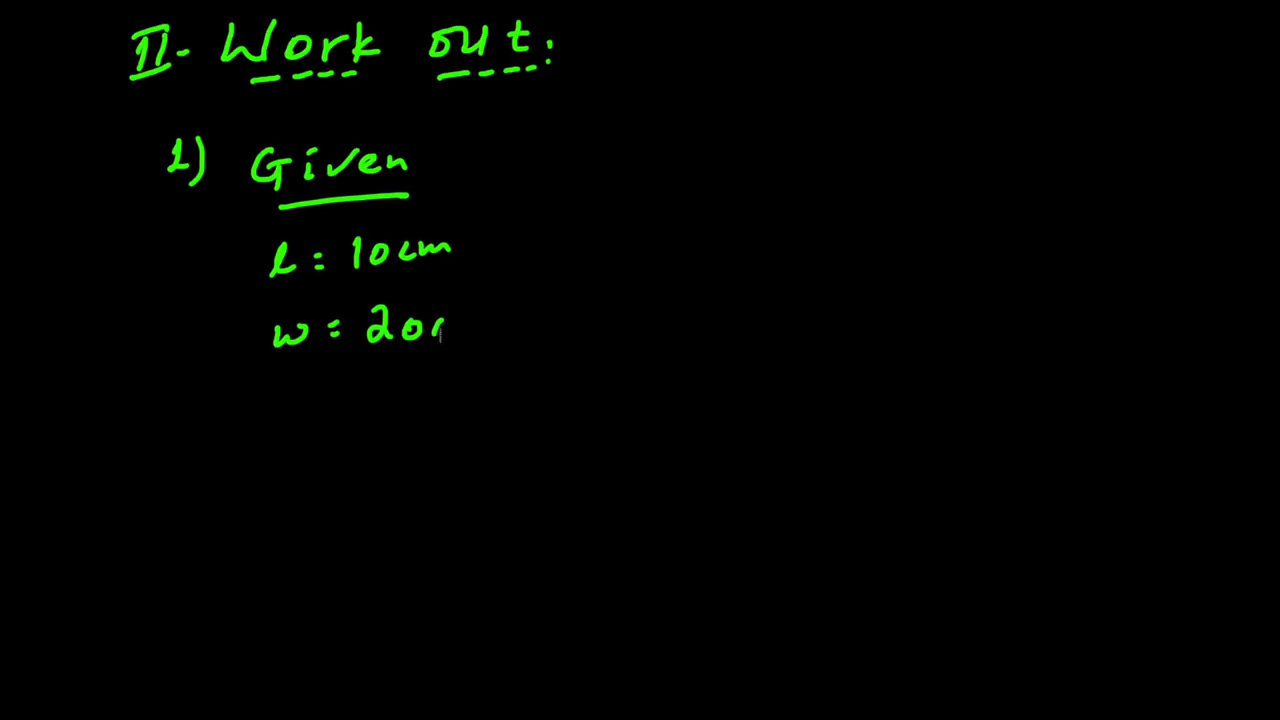 II- Work out:
1) Given
l = 10cm
w = 20